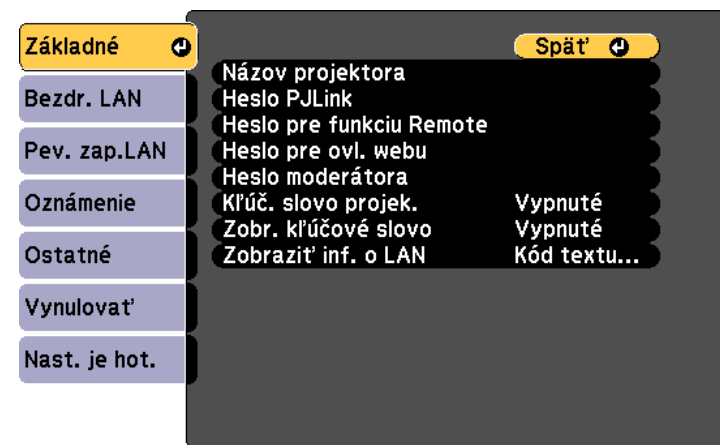 Základné
Bezdr. LAN
Pev. zap.LAN
Oznámenie
Ostatné
Vynulovať
Nast. je hot.
Späť
Názov projektora
Heslo PJLink
Heslo pre funkciu Remote
Heslo pre ovl. webu
Heslo moderátora
Kľúč. slovo projek. Vypnuté
Zobr. kľúčové slovo Vypnuté
Zobraziť inf. o LAN Kód textu...